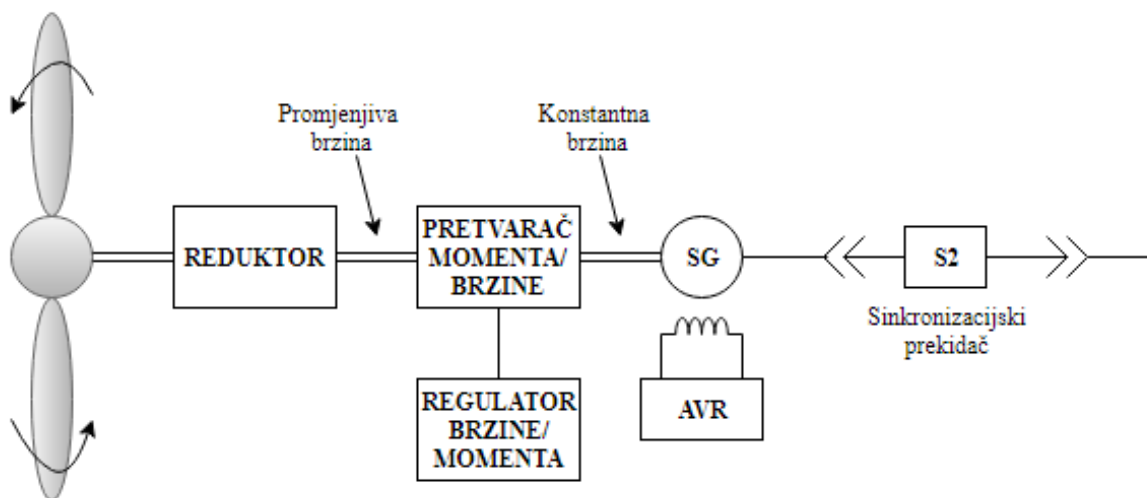 Promjenjiva
brzina
Konstantna
brzina
REDUKTOR
PRETVARAČ
MOMENTA/
BRZINE
SG
S2
Sinkronizacijski
prekidač
REGULATOR
BRZINE/
MOMENTA
AVR